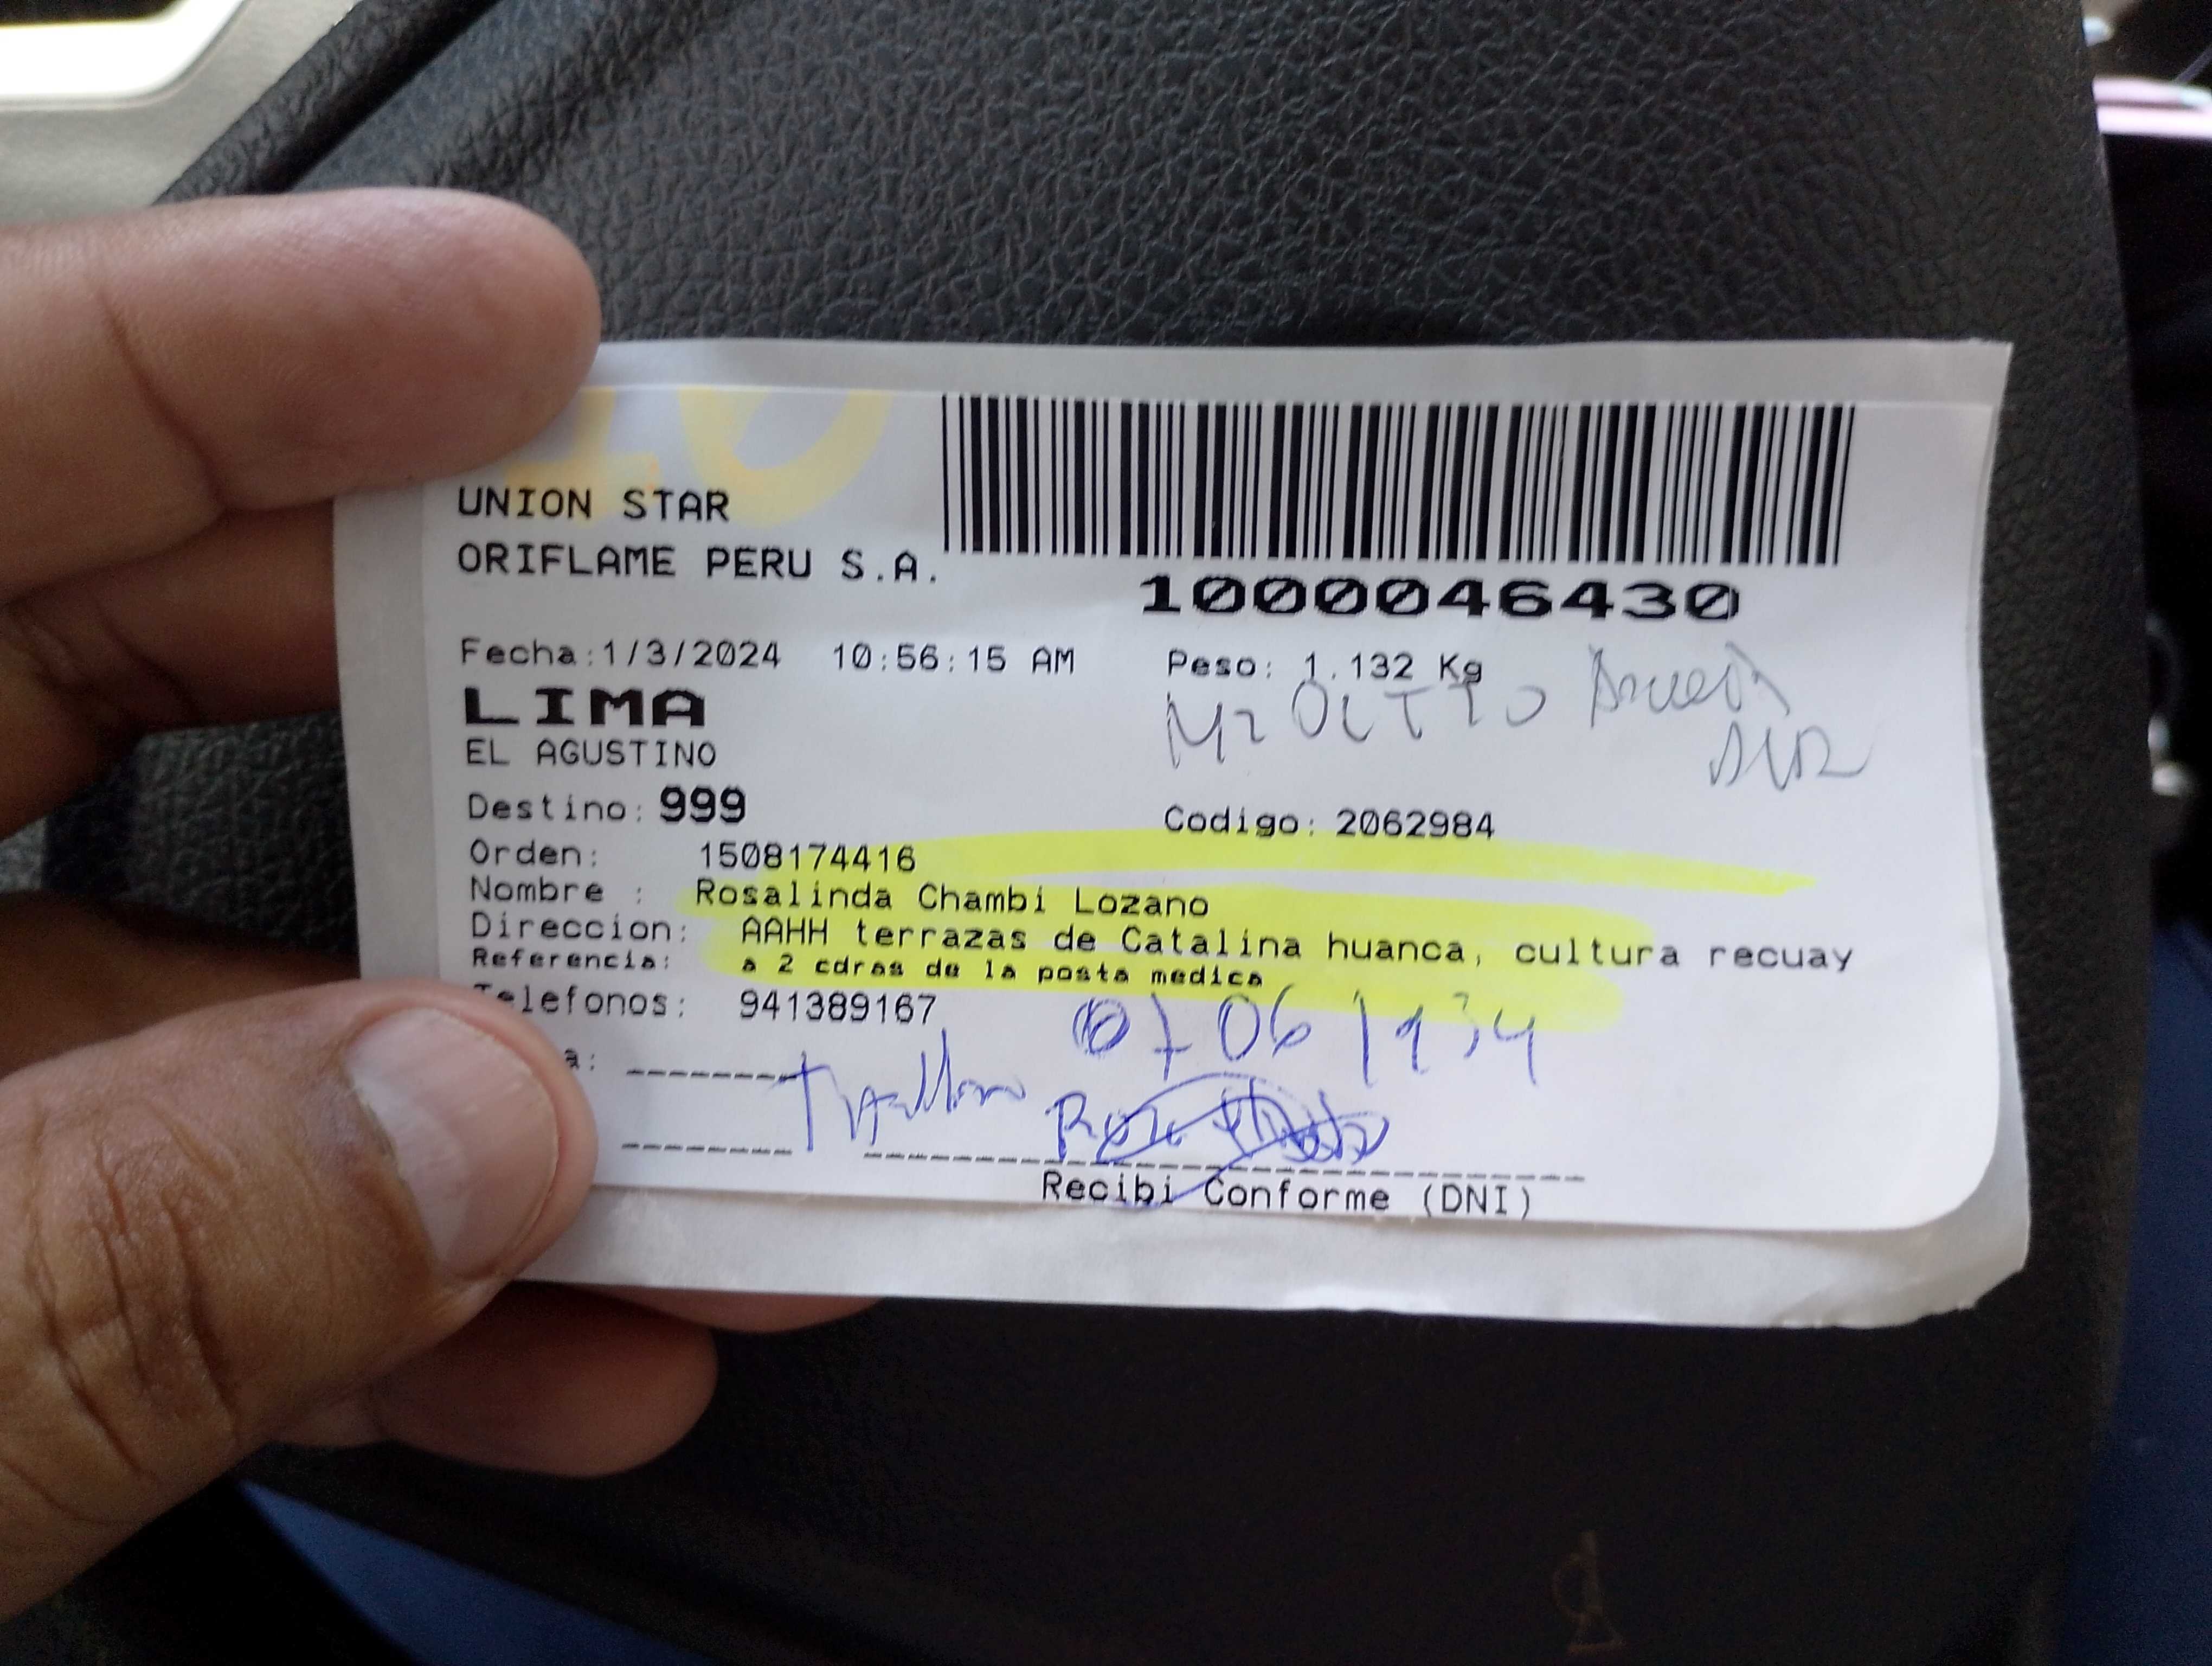 10
UNION STAR
ORIFLAME PERU S.A.
1000046430
Fecha:1/3/2024 10:56:15 AM Peso: 1.132 Kg
LIMA
EL AGUSTINO
Destino: 999 Codigo: 2062984
Orden: 1508174416
Nombre : Rosalinda Chambi Lozano
Direccion: AAHH terrazas de Catalina huanca, cultura recuay
Referencia: a 2 cdras de la posta medica
Telefonos: 941389167
a:
Recibi Conforme (DNI)